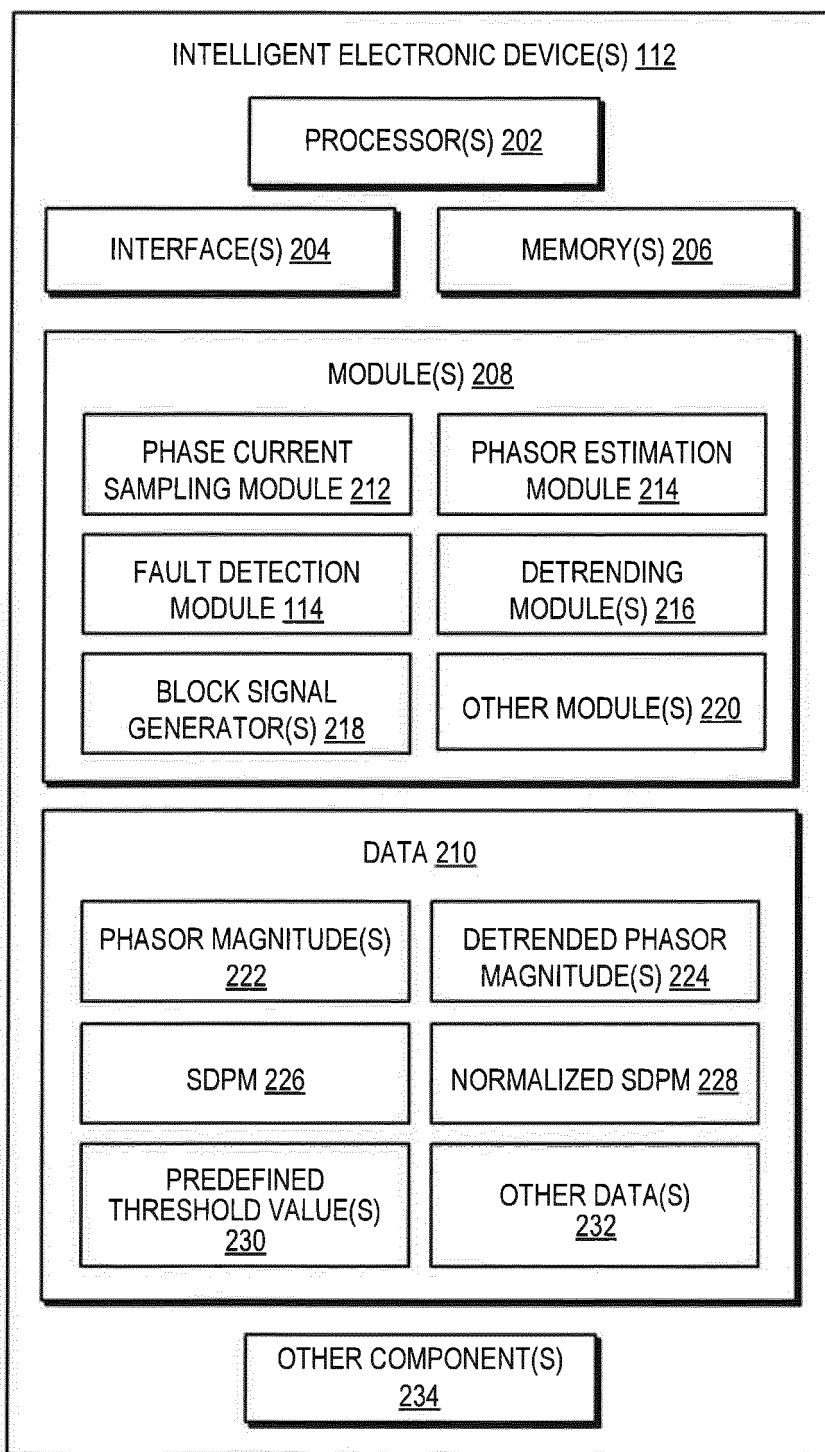 INTELLIGENT ELECTRONIC DEVICE(S) 112
PROCESSOR(S) 202
INTERFACE(S) 204
MEMORY(S) 206
MODULE(S) 208
PHASE CURRENT
SAMPLING MODULE 212
PHASOR ESTIMATION
MODULE 214
FAULT DETECTION
MODULE 114
DETRENDING
MODULE(S) 216
BLOCK SIGNAL
GENERATOR(S) 218
OTHER MODULE(S) 220
DATA 210
PHASOR MAGNITUDE(S)
222
DETRENDED PHASOR
MAGNITUDE(S) 224
SDPM 226
NORMALIZED SDPM 228
PREDEFINED
THRESHOLD VALUE(S)
230
OTHER DATA(S)
232
OTHER COMPONENT(S)
234